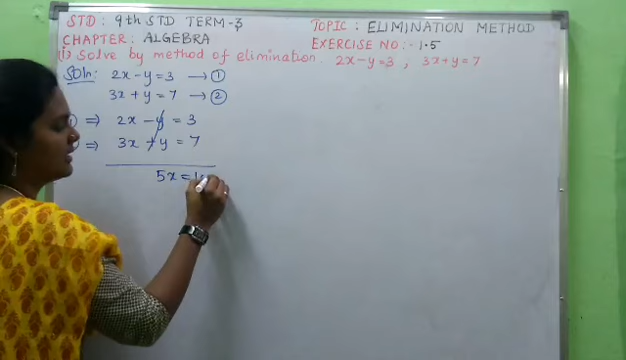 STD : 9th STD TERM-3
TOPIC : ELIMINATION METHOD
CHAPTER : ALGEBRA
EXERCISE NO:- 1.5
(i) Solve by method of elimination 2x-y=3 , 3x+y=7
Soln: 2x-y=3 → ①
3x+y=7 → ②
① ⇒ 2x-y=3
⇒ 3x+y=7
5x=